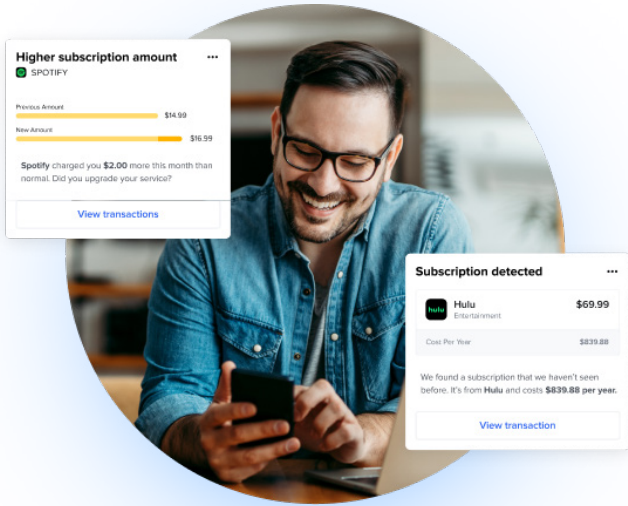 Higher subscription amount
SPOTIFY
Previous Amount
$14.99
New Amount
$16.99
Spotify charged you $2.00 more this month than
normal. Did you upgrade your service?
View transactions
Subscription detected
hulu
Hulu
$69.99
Entertainment
Cost Per Year
$839.88
We found a subscription that we haven't seen
before. It's from Hulu and costs $839.88 per year.
View transaction